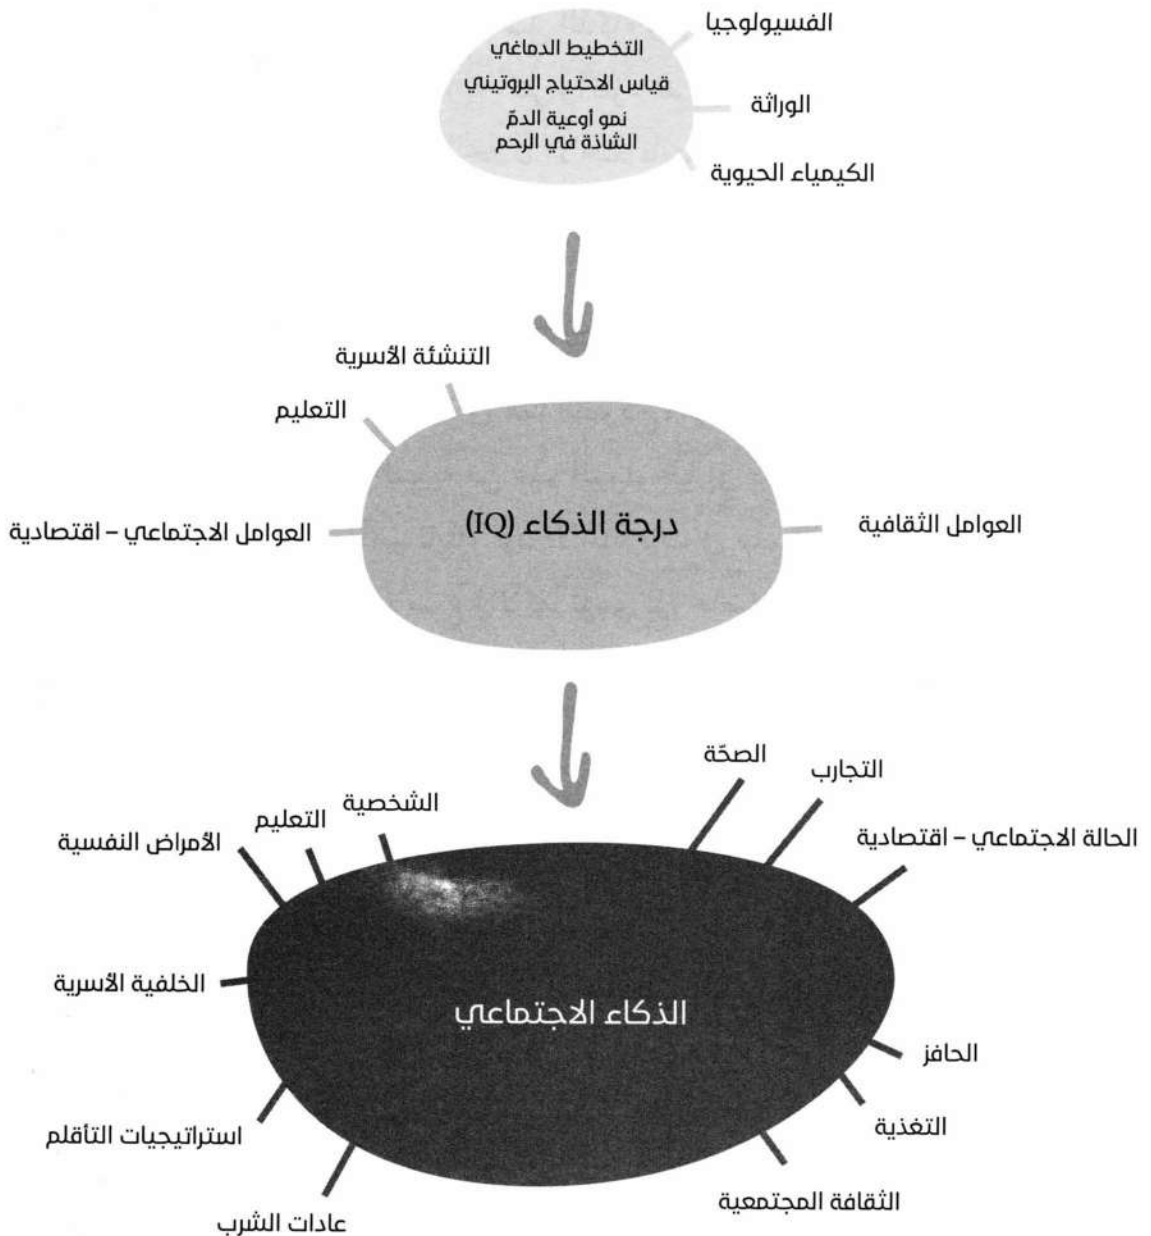 الفسيولوجيا
التخطيط الدماغي
قياس الاحتياج البروتيني
الوراثة
نمو أوعية الدمّ
الشاذة في الرحم
الكيمياء الحيوية
التنشئة الأسرية
التعليم
درجة الذكاء (IQ)
العوامل الثقافية
العوامل الاجتماعي – اقتصادية
الصحّة
التجارب
الشخصية
التعليم
الأمراض النفسية
الحالة الاجتماعي – اقتصادية
الخلفية الأسرية
الذكاء الاجتماعي
الحافز
التغذية
استراتيجيات التأقلم
الثقافة المجتمعية
عادات الشرب